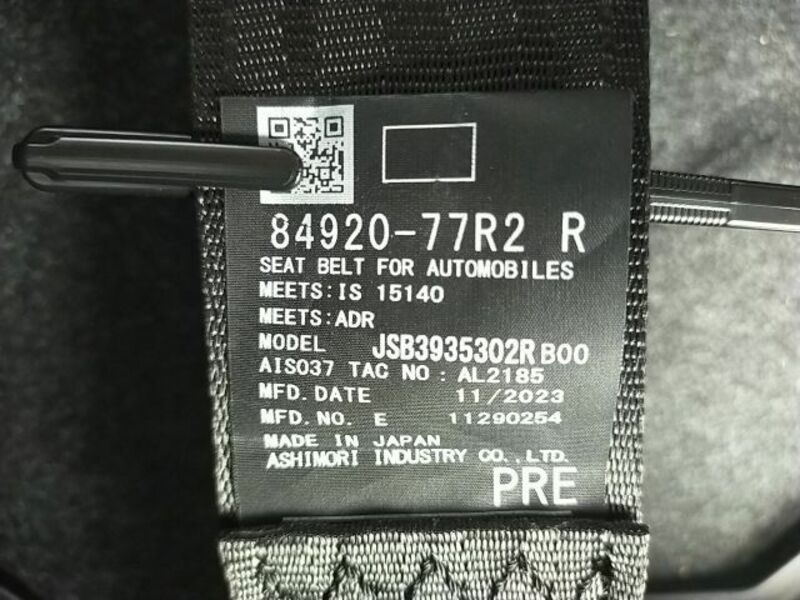 84920-77R2 R
SEAT BELT FOR AUTOMOBILES
MEETS:IS 15140
MEETS:ADR
MODEL JSB3935302R B00
AIS037 TAC NO : AL2185
MFD.DATE 11/2023
MFD.NO. E 11290254
MADE IN JAPAN
ASHIMORI INDUSTRY CO.,LTD.
PRE